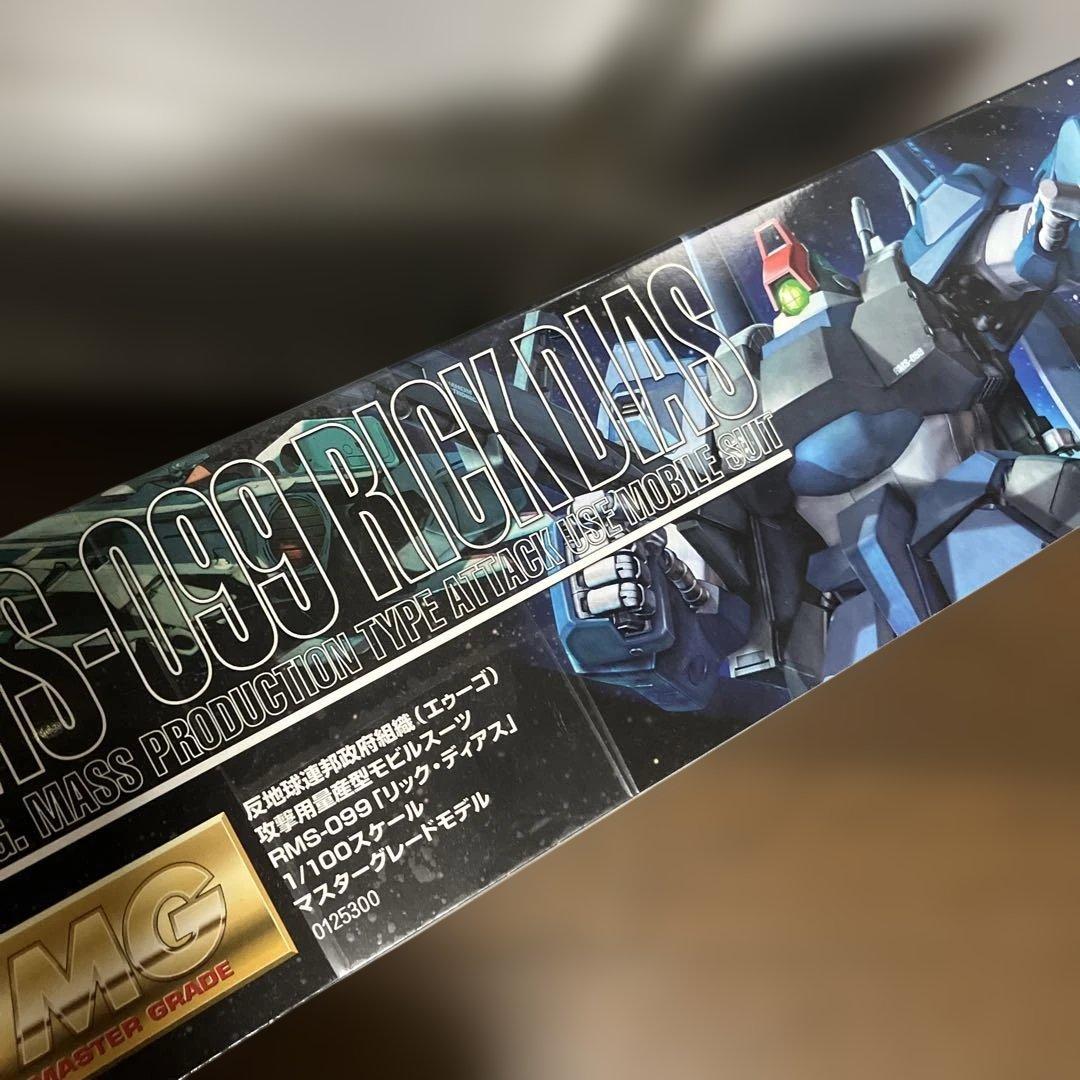 MS-099 RICK DIAS
G. MASS PRODUCTION TYPE ATTACK USE MOBILE SUIT
RMS-099
反地球連邦政府組織(エゥーゴ)
攻撃用量産型モビルスーツ
RMS-099「リック・ディアス」
1/100スケール
マスターグレードモデル
0125300
MG
MASTER GRADE